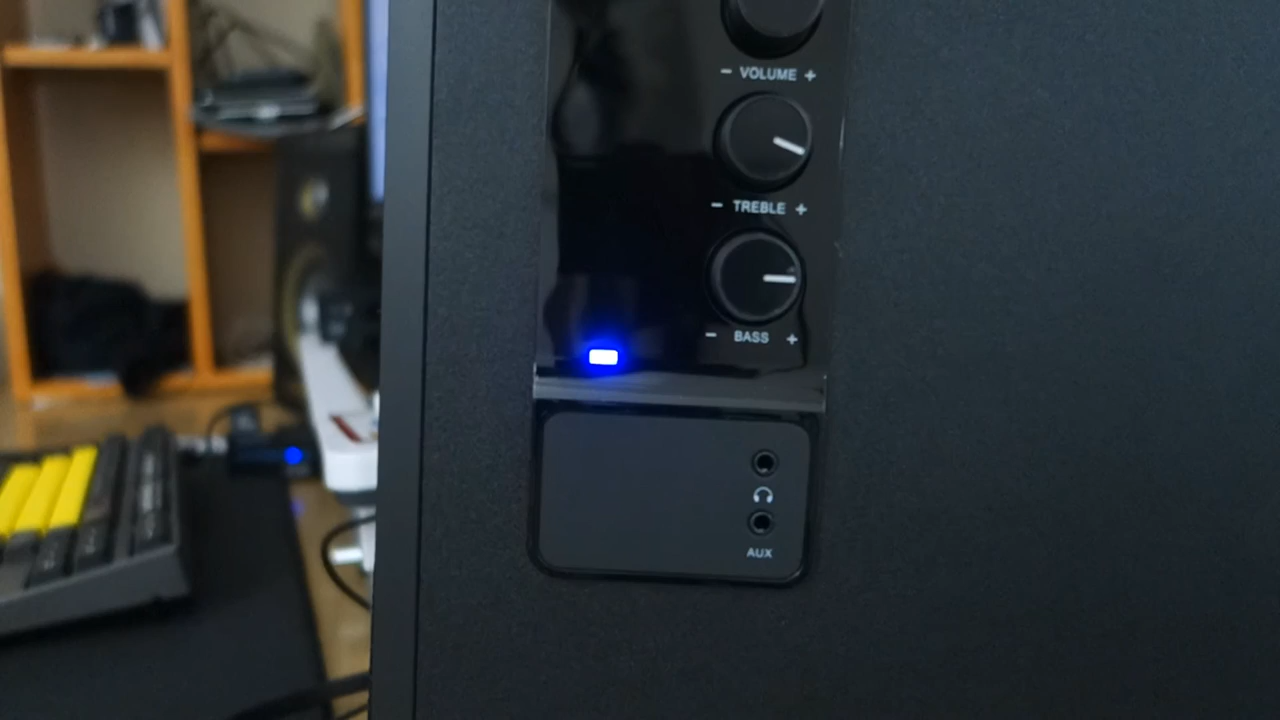 − VOLUME +
− TREBLE +
− BASS +
AUX